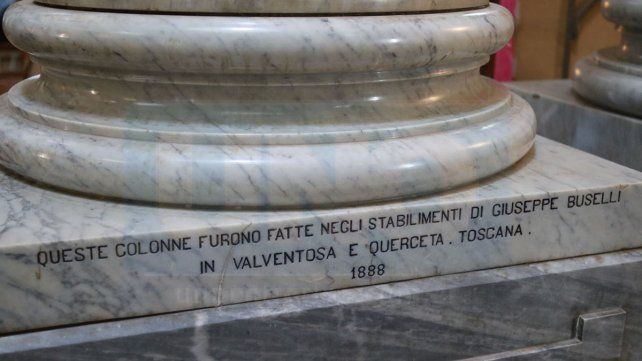 QUESTE COLONNE FURONO FATTE NEGLI STABILIMENTI DI GIUSEPPE BUSELLI
IN VALVENTOSA E QUERCETA. TOSCANA.
1888